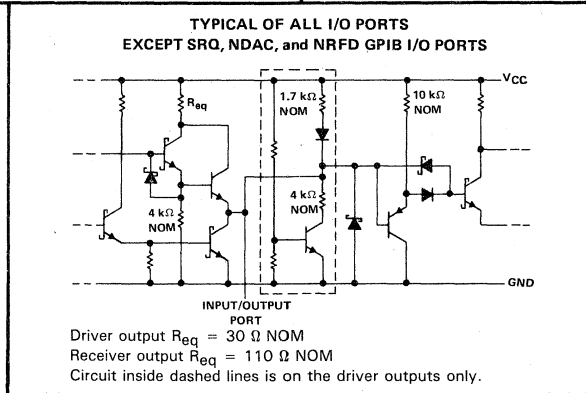 TYPICAL OF ALL I/O PORTS
EXCEPT SRQ, NDAC, and NRFD GPIB I/O PORTS
VCC
Req
1.7 kΩ
NOM
10 kΩ
NOM
4 kΩ
NOM
4 kΩ
NOM
GND
INPUT/OUTPUT
PORT
Driver output Req = 30 Ω NOM
Receiver output Req = 110 Ω NOM
Circuit inside dashed lines is on the driver outputs only.